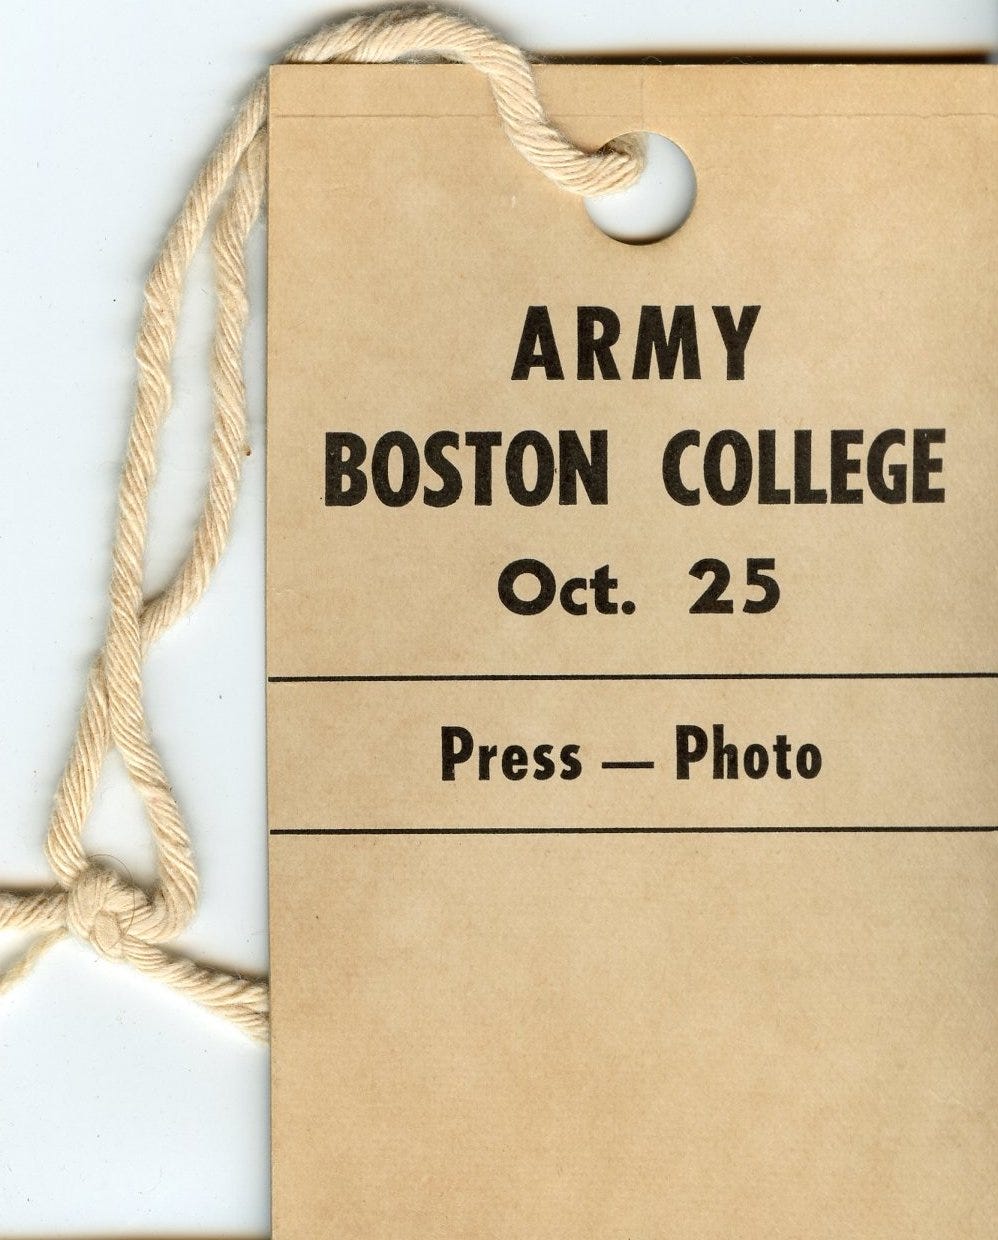 ARMY
BOSTON COLLEGE
Oct. 25
Press — Photo